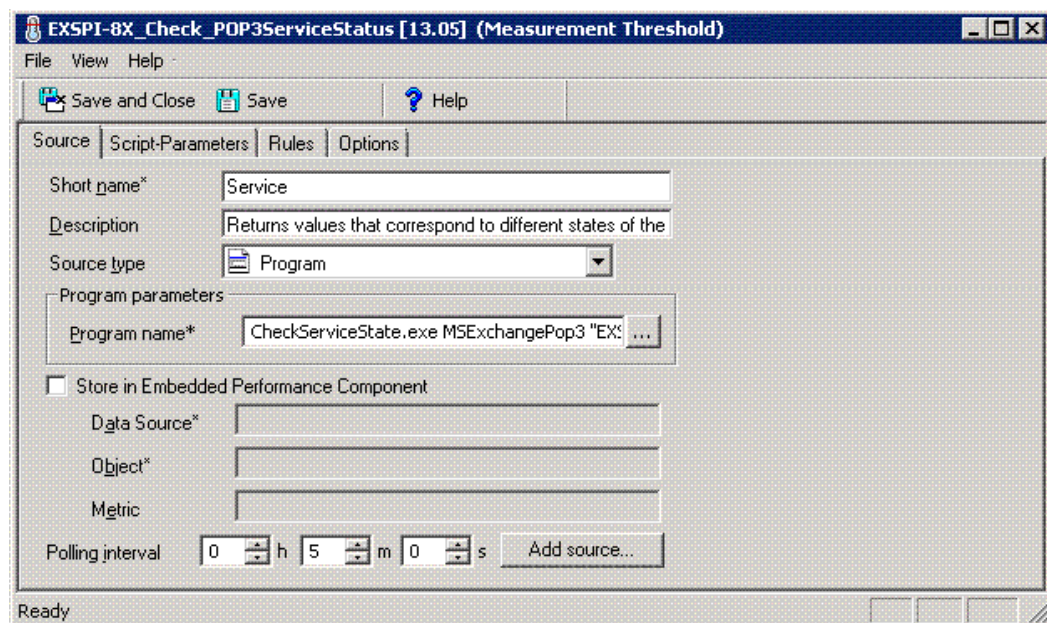 EXSPI-8X_Check_POP3ServiceStatus [13.05] (Measurement Threshold)
File View Help
Save and Close Save Help
Source Script-Parameters Rules Options
Short name* Service
Description Returns values that correspond to different states of the
Source type Program
Program parameters
Program name* CheckServiceState.exe MSExchangePop3 "EXS ...
Store in Embedded Performance Component
Data Source*
Object*
Metric
Polling interval 0 h 5 m 0 s Add source...
Ready